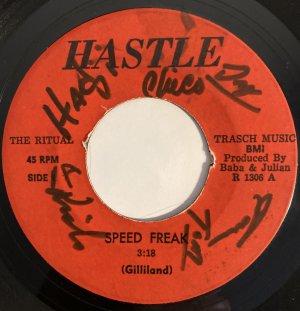 HASTLE
Chico
THE RITUAL
TRASCH MUSIC
BMI
45 RPM
Produced By
Baba & Julian
SIDE
R 1306 A
SPEED FREAK
3:18
(Gilliland)